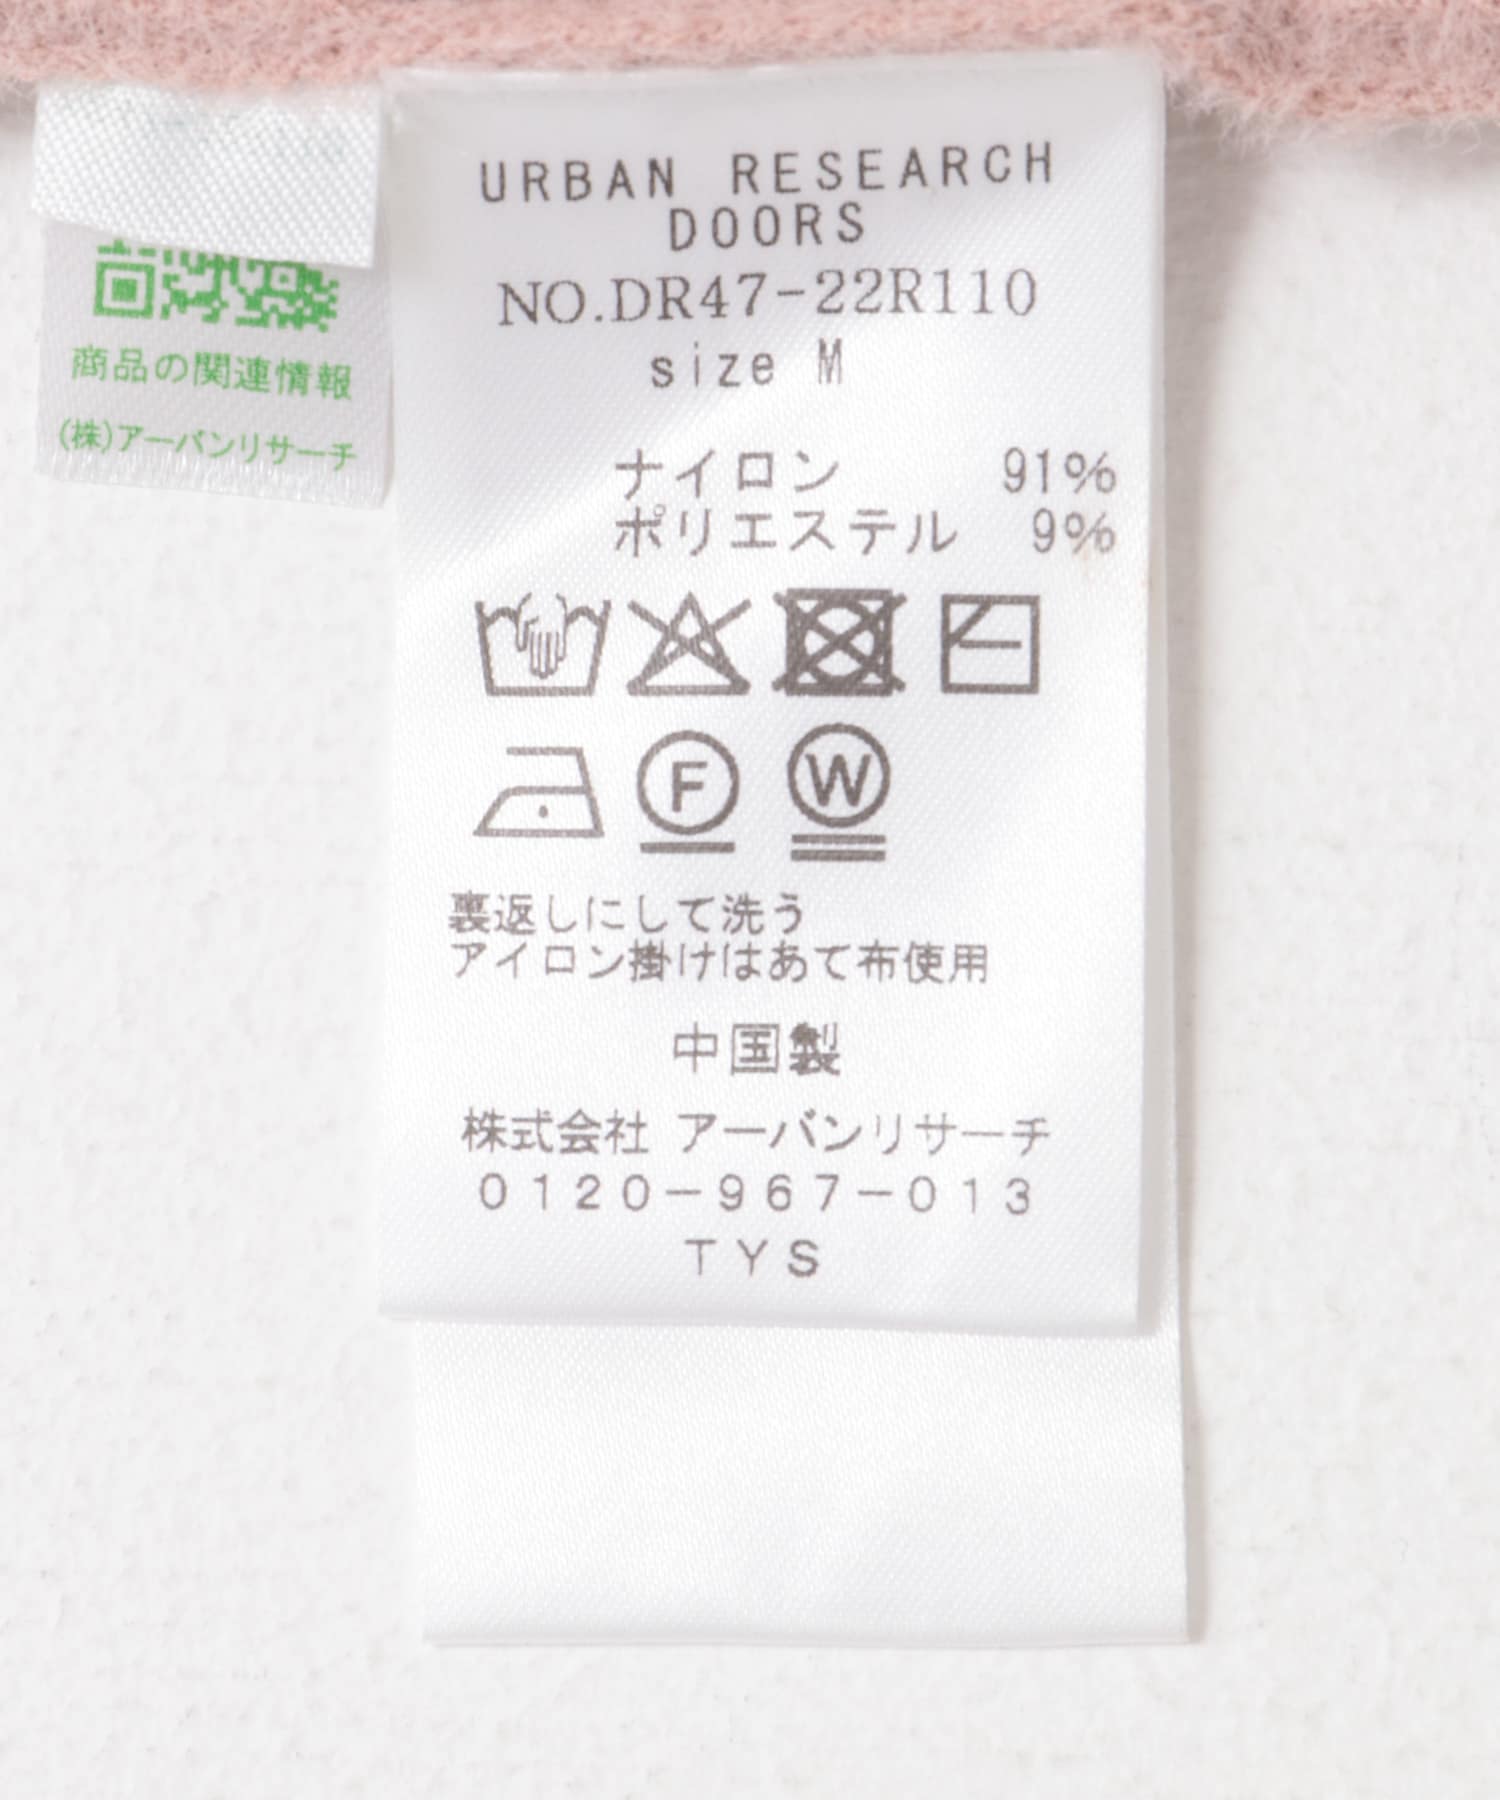 URBAN RESEARCH
DOORS
NO.DR47-22R110
size M
ナイロン 91%
ポリエステル 9%
F W
裏返しにして洗う
アイロン掛けはあて布使用
中国製
株式会社 アーバンリサーチ
0120-967-013
TYS
商品の関連情報
(株)アーバンリサーチ